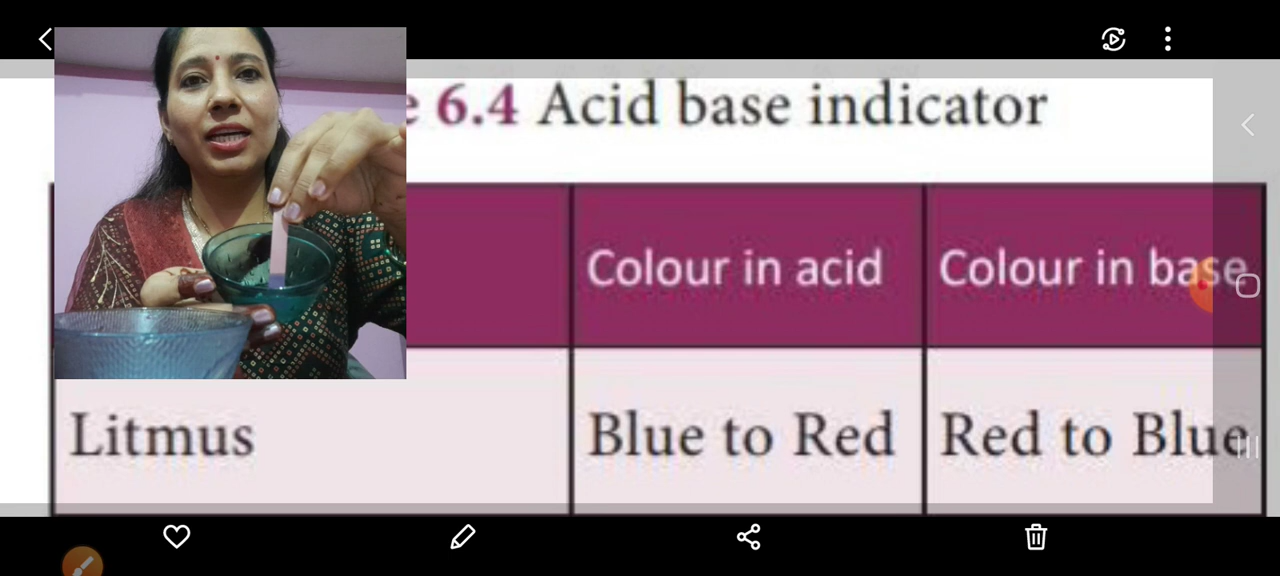 6.4 Acid base indicator
Colour in acid
Colour in base
Litmus
Blue to Red
Red to Blue